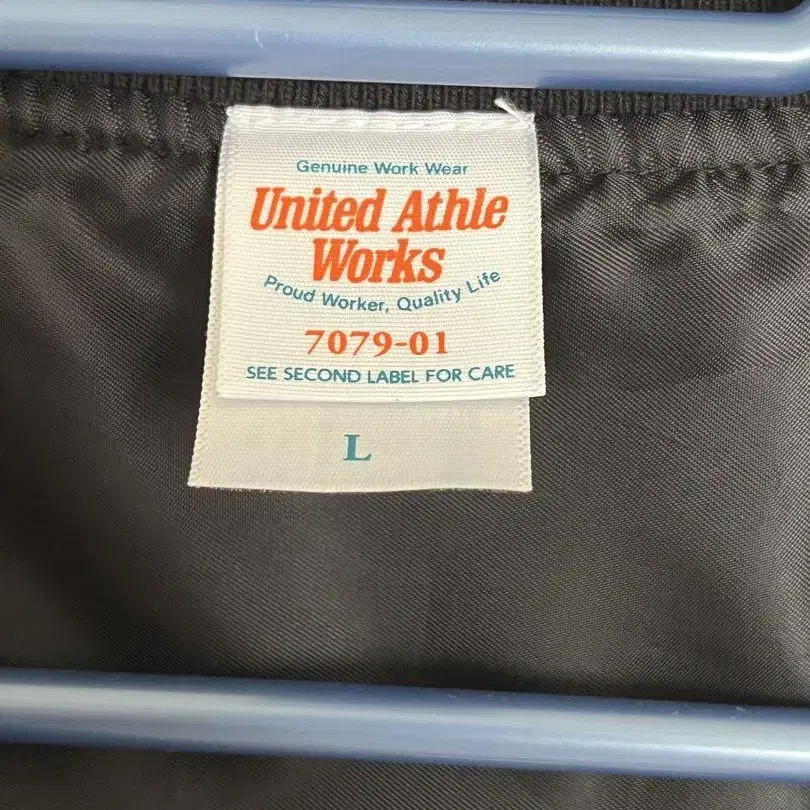 Genuine Work Wear
United Athle
Works
Proud Worker, Quality Life
7079-01
SEE SECOND LABEL FOR CARE
L